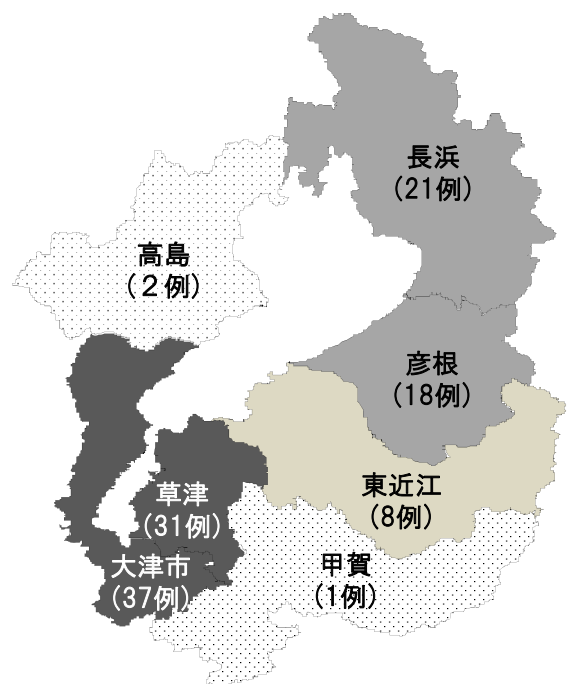 長浜
(21例)
高島
(２例)
彦根
(18例)
東近江
(8例)
草津
(31例)
甲賀
(1例)
大津市
(37例)